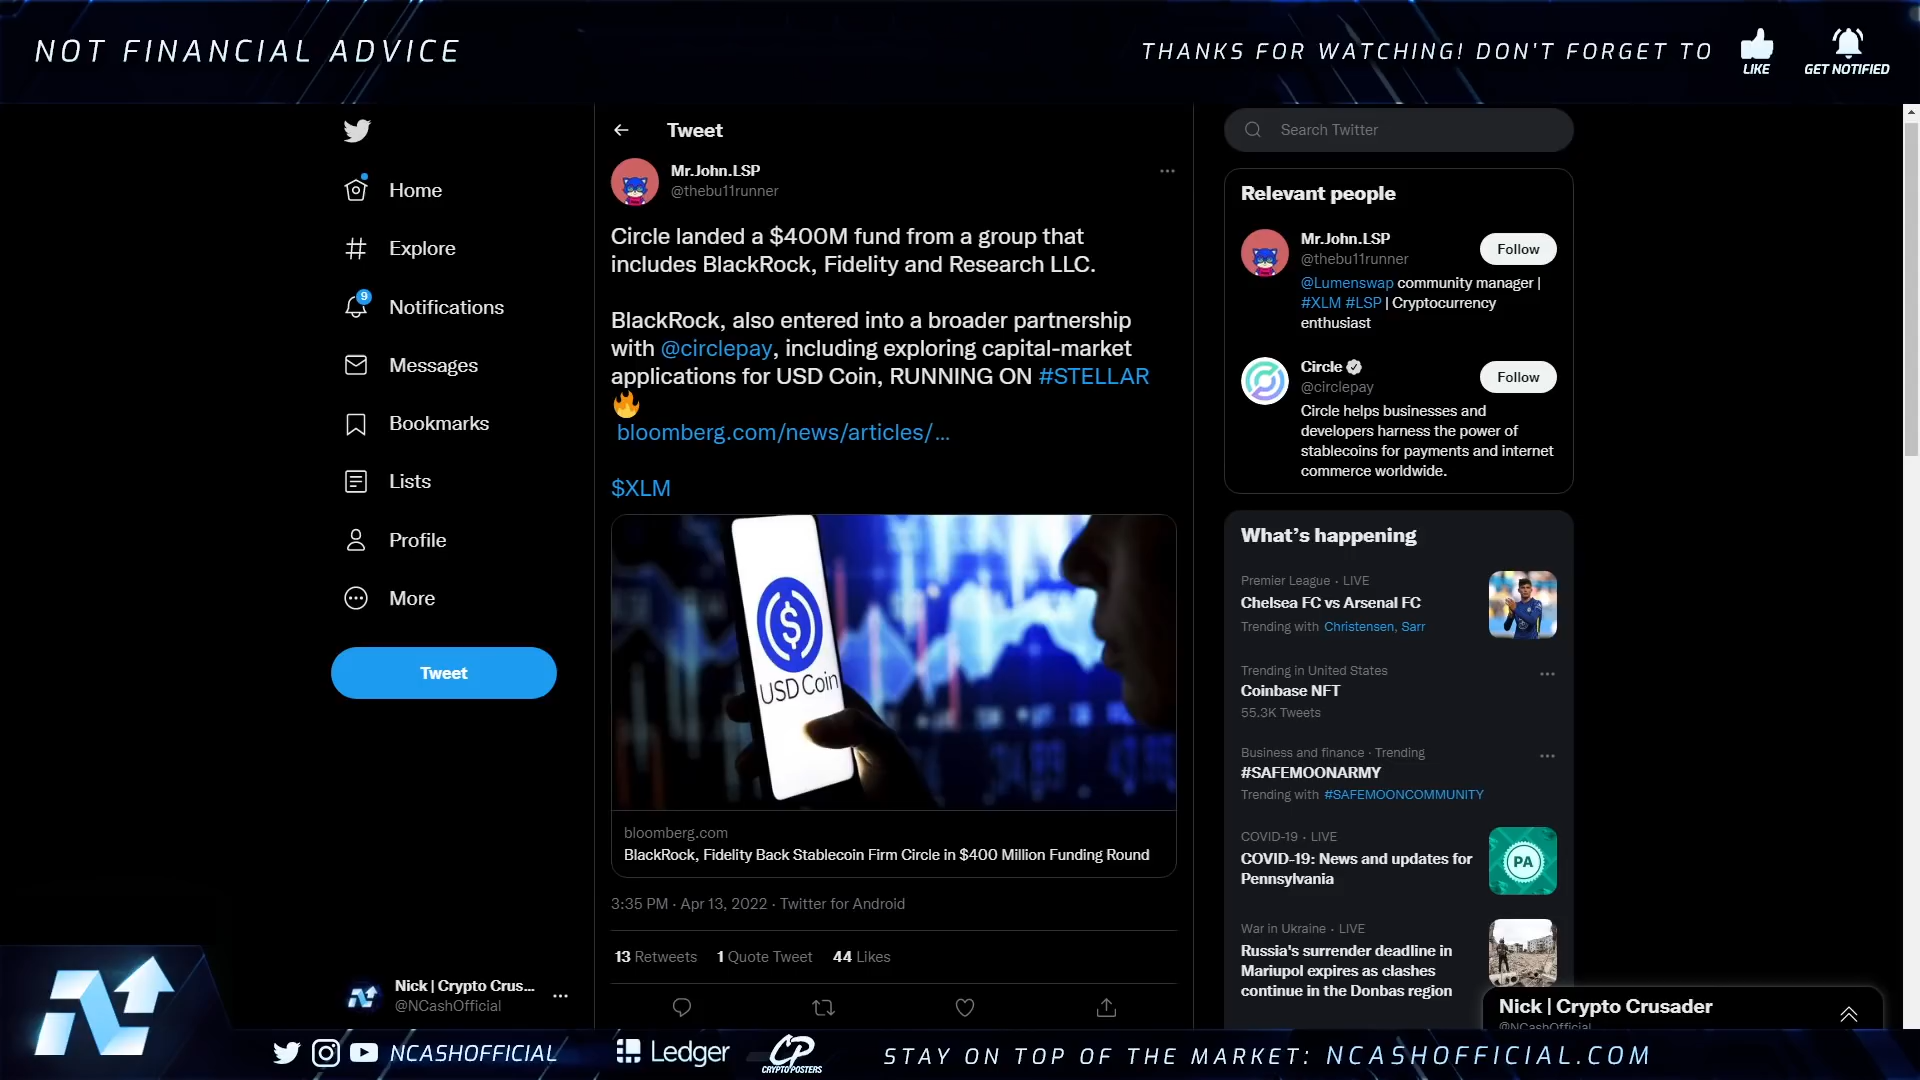 NOT FINANCIAL ADVICE
THANKS FOR WATCHING! DON'T FORGET TO
LIKE
GET NOTIFIED
Home
Explore
9
Notifications
Messages
Bookmarks
Lists
Profile
More
Tweet
Nick | Crypto Crus...
@NCashOfficial
Tweet
Mr.John.LSP
@thebu11runner
Circle landed a $400M fund from a group that
includes BlackRock, Fidelity and Research LLC.
BlackRock, also entered into a broader partnership
with @circlepay, including exploring capital-market
applications for USD Coin, RUNNING ON #STELLAR
🔥
bloomberg.com/news/articles/…
$XLM
USD Coin
bloomberg.com
BlackRock, Fidelity Back Stablecoin Firm Circle in $400 Million Funding Round
3:35 PM · Apr 13, 2022 · Twitter for Android
13 Retweets 1 Quote Tweet 44 Likes
Search Twitter
Relevant people
Mr.John.LSP
@thebu11runner
Follow
@Lumenswap community manager |
#XLM #LSP | Cryptocurrency
enthusiast
Circle
@circlepay
Follow
Circle helps businesses and
developers harness the power of
stablecoins for payments and internet
commerce worldwide.
What's happening
Premier League · LIVE
Chelsea FC vs Arsenal FC
Trending with Christensen, Sarr
Trending in United States
Coinbase NFT
55.3K Tweets
Business and finance · Trending
#SAFEMOONARMY
Trending with #SAFEMOONCOMMUNITY
COVID-19 · LIVE
COVID-19: News and updates for
Pennsylvania
PA
War in Ukraine · LIVE
Russia's surrender deadline in
Mariupol expires as clashes
continue in the Donbas region
Nick | Crypto Crusader
@NCashOfficial
NCASHOFFICIAL
Ledger
CP
CRYPTO POSTERS
STAY ON TOP OF THE MARKET: NCASHOFFICIAL.COM